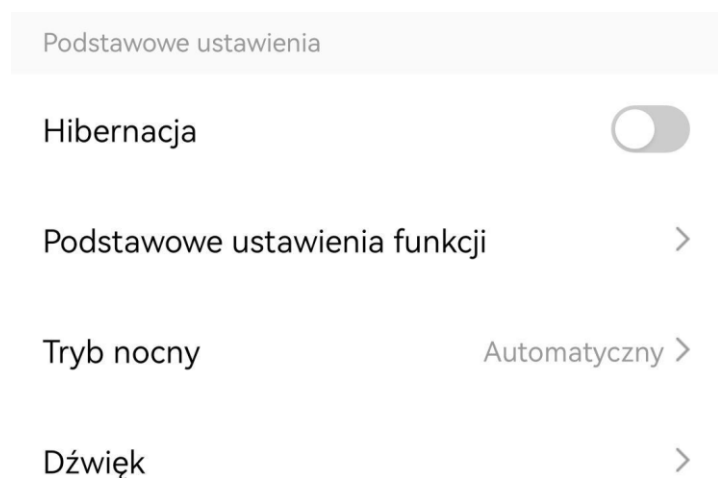 Podstawowe ustawienia
Hibernacja
Podstawowe ustawienia funkcji
Tryb nocny Automatyczny
Dźwięk